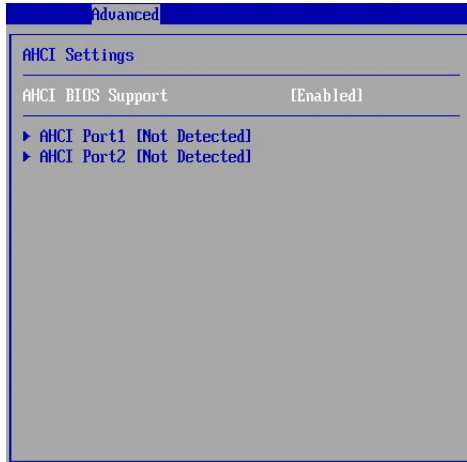 Advanced
AHCI Settings
AHCI BIOS Support [Enabled]
AHCI Port1 [Not Detected]
AHCI Port2 [Not Detected]